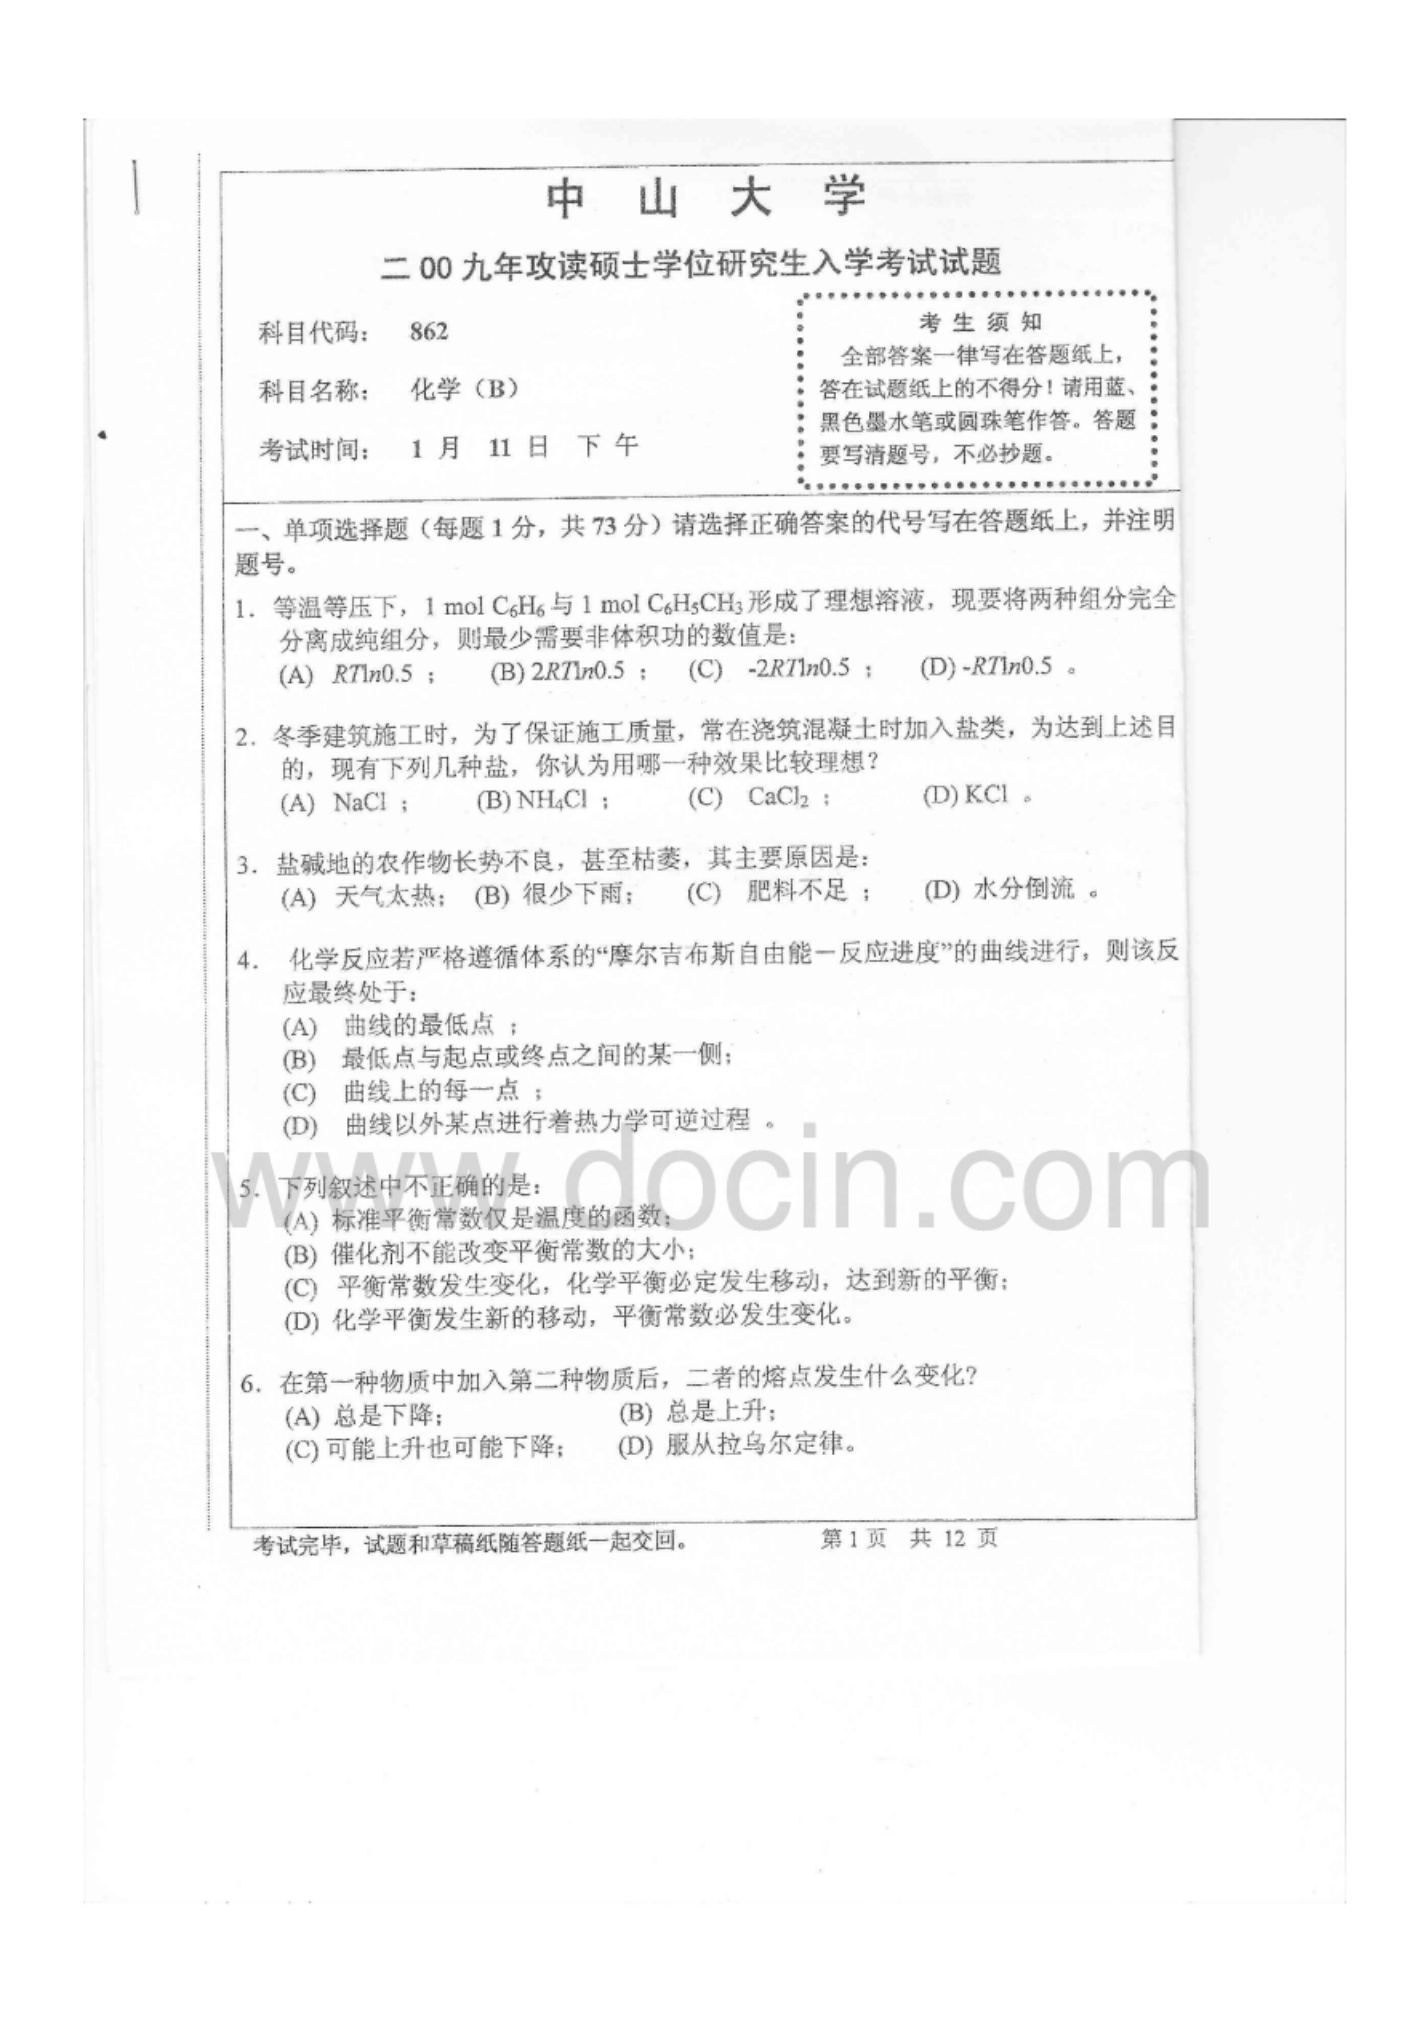 中 山 大 学
二00九年攻读硕士学位研究生入学考试试题
科目代码： 862
科目名称： 化学（B）
考试时间： 1 月 11 日 下 午
考 生 须 知
全部答案一律写在答题纸上，
答在试题纸上的不得分！请用蓝、
黑色墨水笔或圆珠笔作答。答题
要写清题号，不必抄题。
一、单项选择题（每题 1 分，共 73 分）请选择正确答案的代号写在答题纸上，并注明
题号。
1．等温等压下，1 mol C₆H₆ 与 1 mol C₆H₅CH₃ 形成了理想溶液，现要将两种组分完全
分离成纯组分，则最少需要非体积功的数值是：
(A) RTln0.5 ； (B) 2RTln0.5 ； (C) -2RTln0.5 ； (D) -RTln0.5 。
2．冬季建筑施工时，为了保证施工质量，常在浇筑混凝土时加入盐类，为达到上述目
的，现有下列几种盐，你认为用哪一种效果比较理想？
(A) NaCl ； (B) NH₄Cl ； (C) CaCl₂ ； (D) KCl 。
3．盐碱地的农作物长势不良，甚至枯萎，其主要原因是：
(A) 天气太热； (B) 很少下雨； (C) 肥料不足 ； (D) 水分倒流 。
4． 化学反应若严格遵循体系的“摩尔吉布斯自由能－反应进度”的曲线进行，则该反
应最终处于：
(A) 曲线的最低点 ；
(B) 最低点与起点或终点之间的某一侧；
(C) 曲线上的每一点 ；
(D) 曲线以外某点进行着热力学可逆过程 。
www.docin.com
5．下列叙述中不正确的是：
(A) 标准平衡常数仅是温度的函数；
(B) 催化剂不能改变平衡常数的大小；
(C) 平衡常数发生变化，化学平衡必定发生移动，达到新的平衡；
(D) 化学平衡发生新的移动，平衡常数必发生变化。
6．在第一种物质中加入第二种物质后，二者的熔点发生什么变化？
(A) 总是下降； (B) 总是上升；
(C) 可能上升也可能下降； (D) 服从拉乌尔定律。
考试完毕，试题和草稿纸随答题纸一起交回。 第 1 页 共 12 页